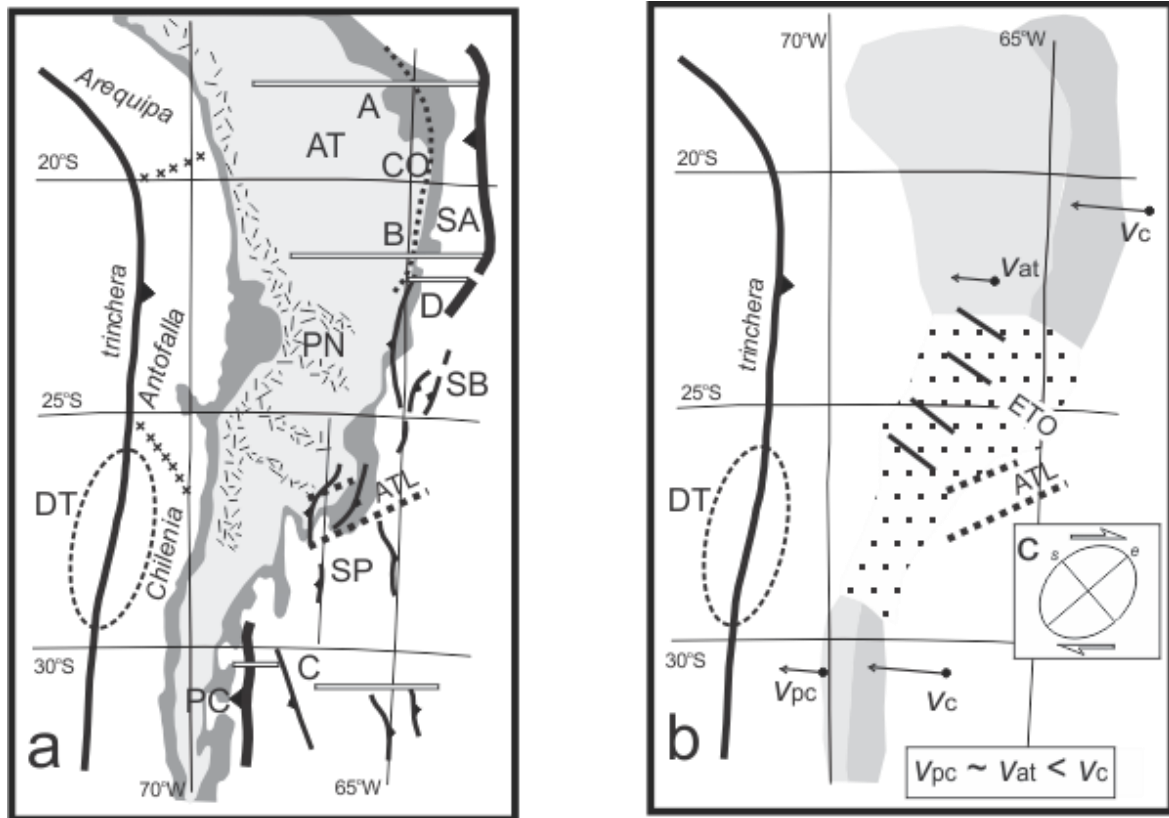 Arequipa
A
AT
20°S
CO
SA
B
D
trinchera
Antofalla
PN
SB
25°S
DT
ATL
Chilenia
SP
30°S
C
PC
a
70°W
65°W
70°W
65°W
20°S
Vc
Vat
trinchera
25°S
ETO
DT
ATL
C
s
e
30°S
Vpc
Vc
b
Vpc ~ Vat < Vc